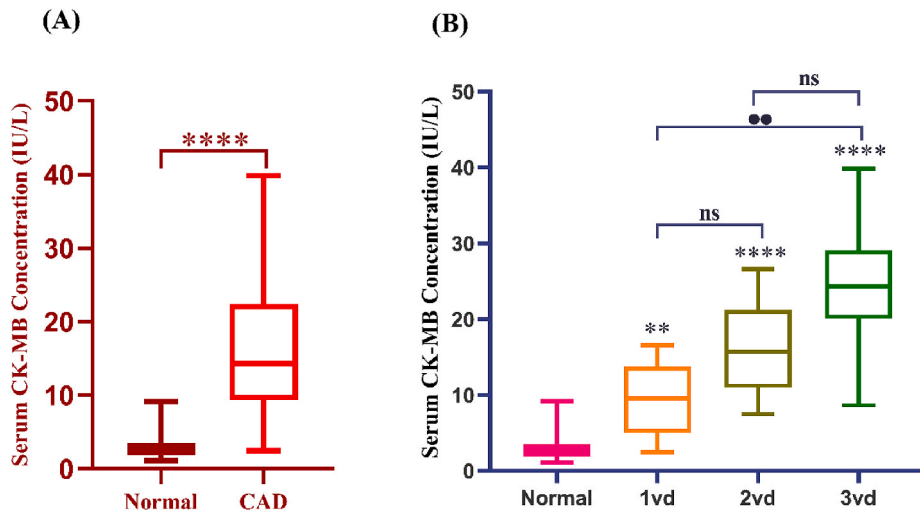 (A)
Serum CK-MB Concentration (IU/L)
50
40
30
20
10
0
****
Normal CAD
(B)
Serum CK-MB Concentration (IU/L)
50
40
30
20
10
0
ns
●●
****
ns
****
**
Normal 1vd 2vd 3vd